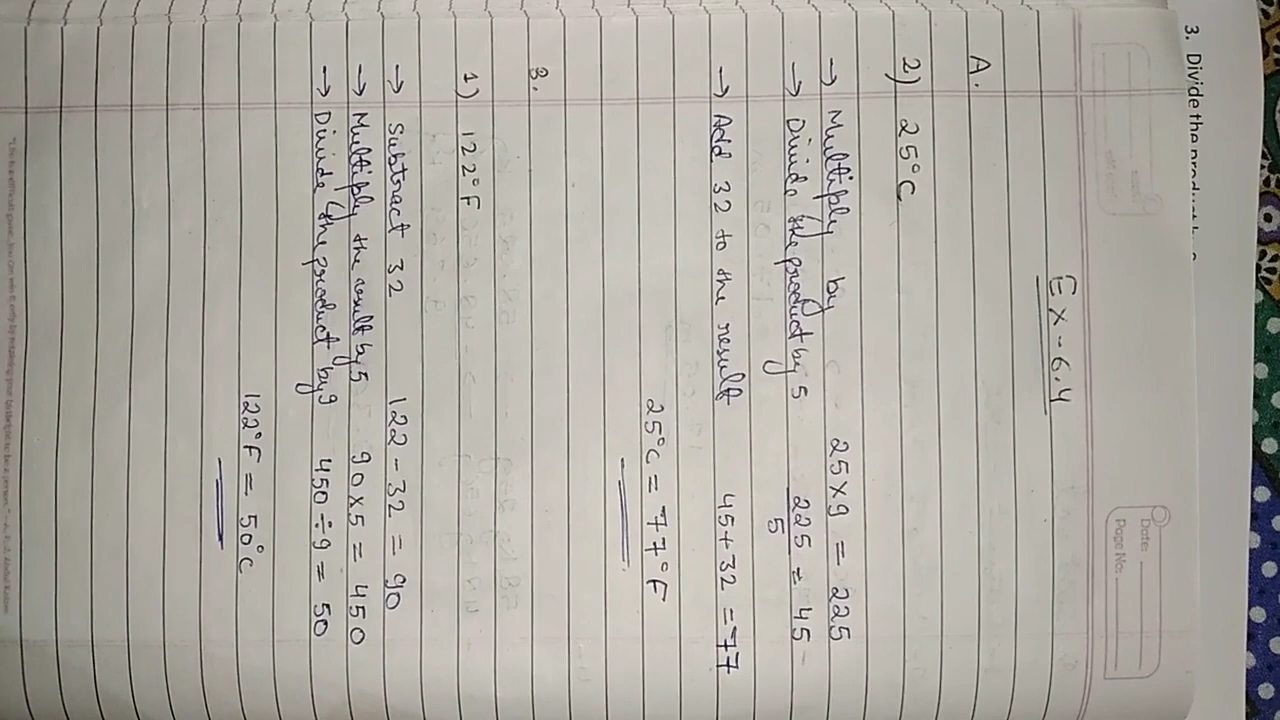 3. Divide the product
Date:
Page No:
Ex-6.4
A.
2) 25°C
→ Multiply by 25×9 = 225
→ Divide the product by 5 225/5 = 45
→ Add 32 to the result 45+32 = 77
25°C = 77°F
B.
1) 122°F
→ Subtract 32 122-32 = 90
→ Multiply the result by 5 90×5 = 450
→ Divide the product by 9 450÷9 = 50
122°F = 50°C